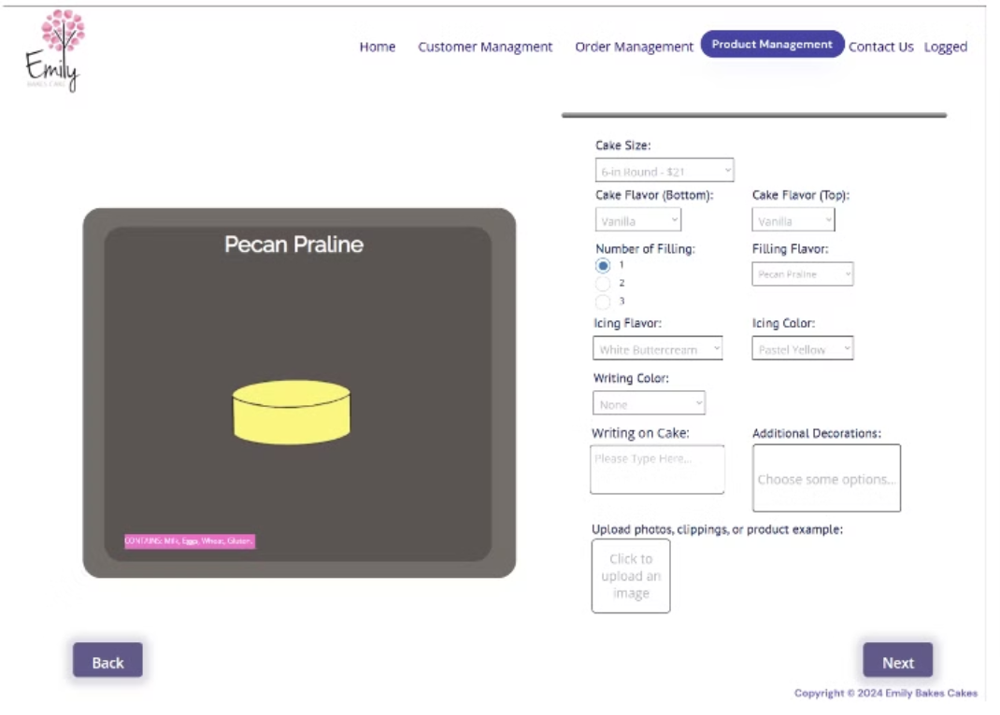 Emily
BAKES CAKE
Home Customer Managment Order Management Product Management Contact Us Logged
Pecan Praline
CONTAINS: Milk, Eggs, Wheat, Gluten.
Cake Size:
6-in Round - $21
Cake Flavor (Bottom): Cake Flavor (Top):
Vanilla Vanilla
Number of Filling: Filling Flavor:
1
Pecan Praline
2
3
Icing Flavor: Icing Color:
White Buttercream Pastel Yellow
Writing Color:
None
Writing on Cake: Additional Decorations:
Please Type Here...
Choose some options...
Upload photos, clippings, or product example:
Click to
upload an
image
Back Next
Copyright © 2024 Emily Bakes Cakes